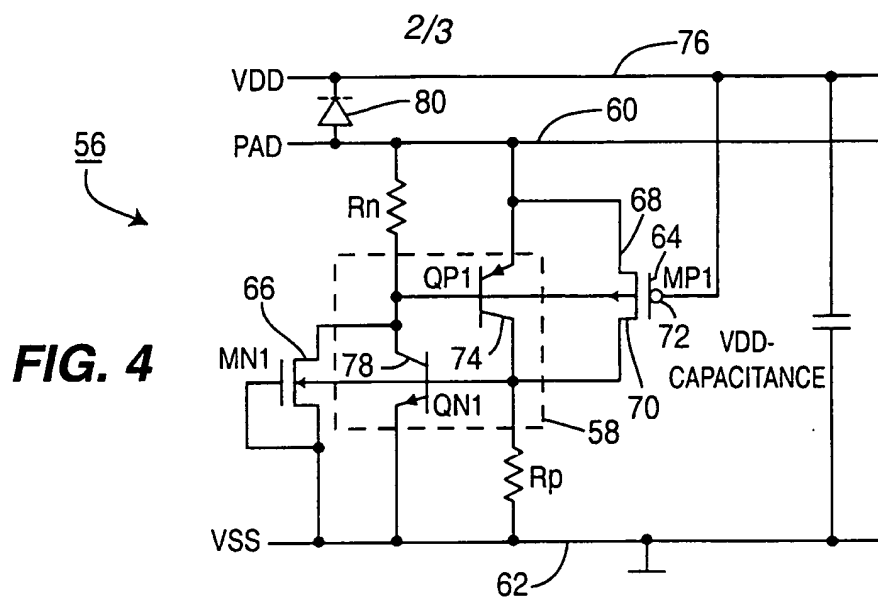 2/3
76
VDD
80
60
PAD
56
Rn
68
64
QP1
MP1
66
72
MN1
78
74
VDD-
CAPACITANCE
70
QN1
58
FIG. 4
Rp
VSS
62